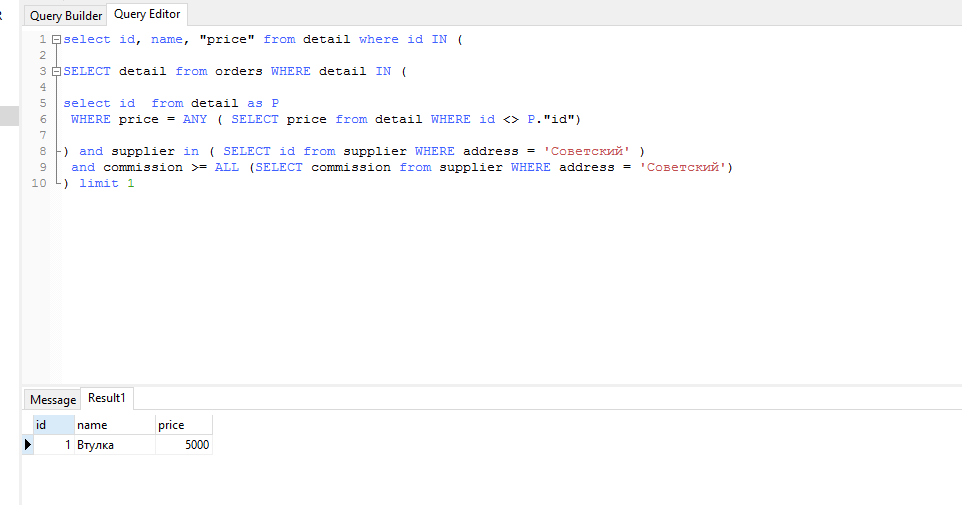 Query Builder Query Editor
1 select id, name, "price" from detail where id IN (
2
3 SELECT detail from orders WHERE detail IN (
4
5 select id  from detail as P
6  WHERE price = ANY ( SELECT price from detail WHERE id <> P."id")
7
8 ) and supplier in ( SELECT id from supplier WHERE address = 'Советский' )
9  and commission >= ALL (SELECT commission from supplier WHERE address = 'Советский')
10 ) limit 1
Message Result1
id name price
1 Втулка 5000